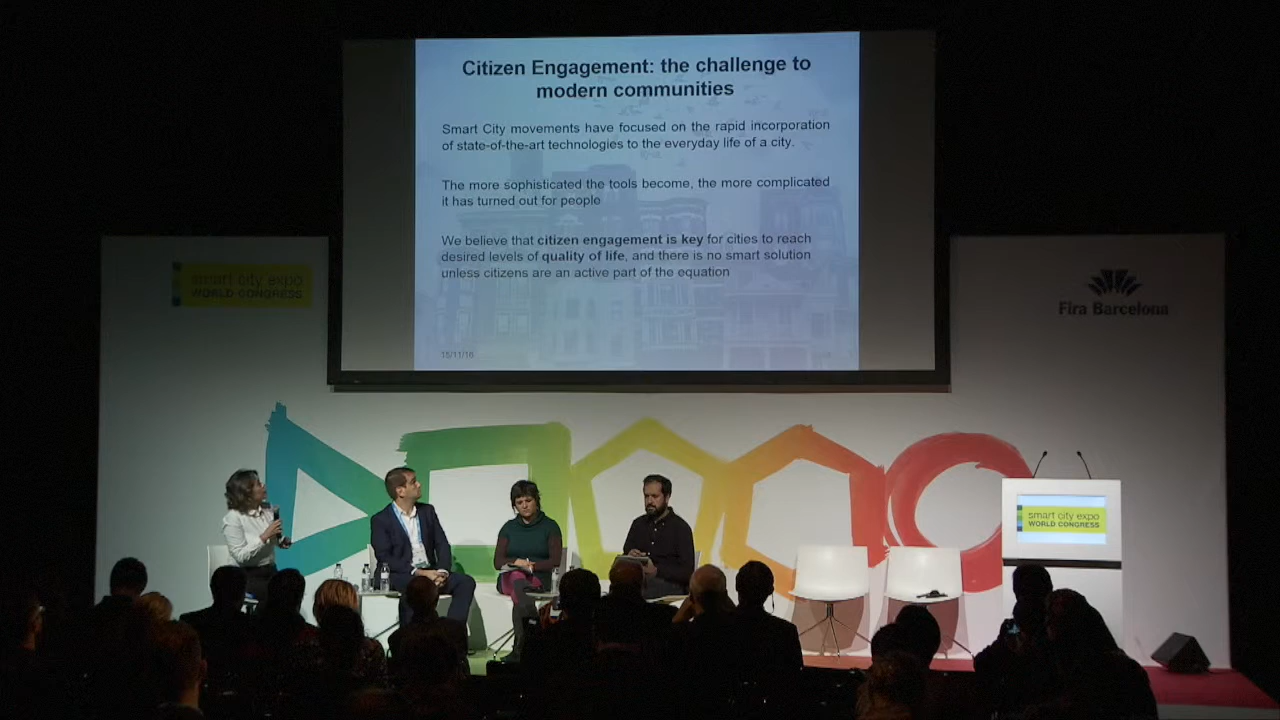 Citizen Engagement: the challenge to
modern communities
Smart City movements have focused on the rapid incorporation
of state-of-the-art technologies to the everyday life of a city.
The more sophisticated the tools become, the more complicated
it has turned out for people
We believe that citizen engagement is key for cities to reach
desired levels of quality of life, and there is no smart solution
unless citizens are an active part of the equation
15/11/16
smart city expo
WORLD CONGRESS
Fira Barcelona
smart city expo
WORLD CONGRESS